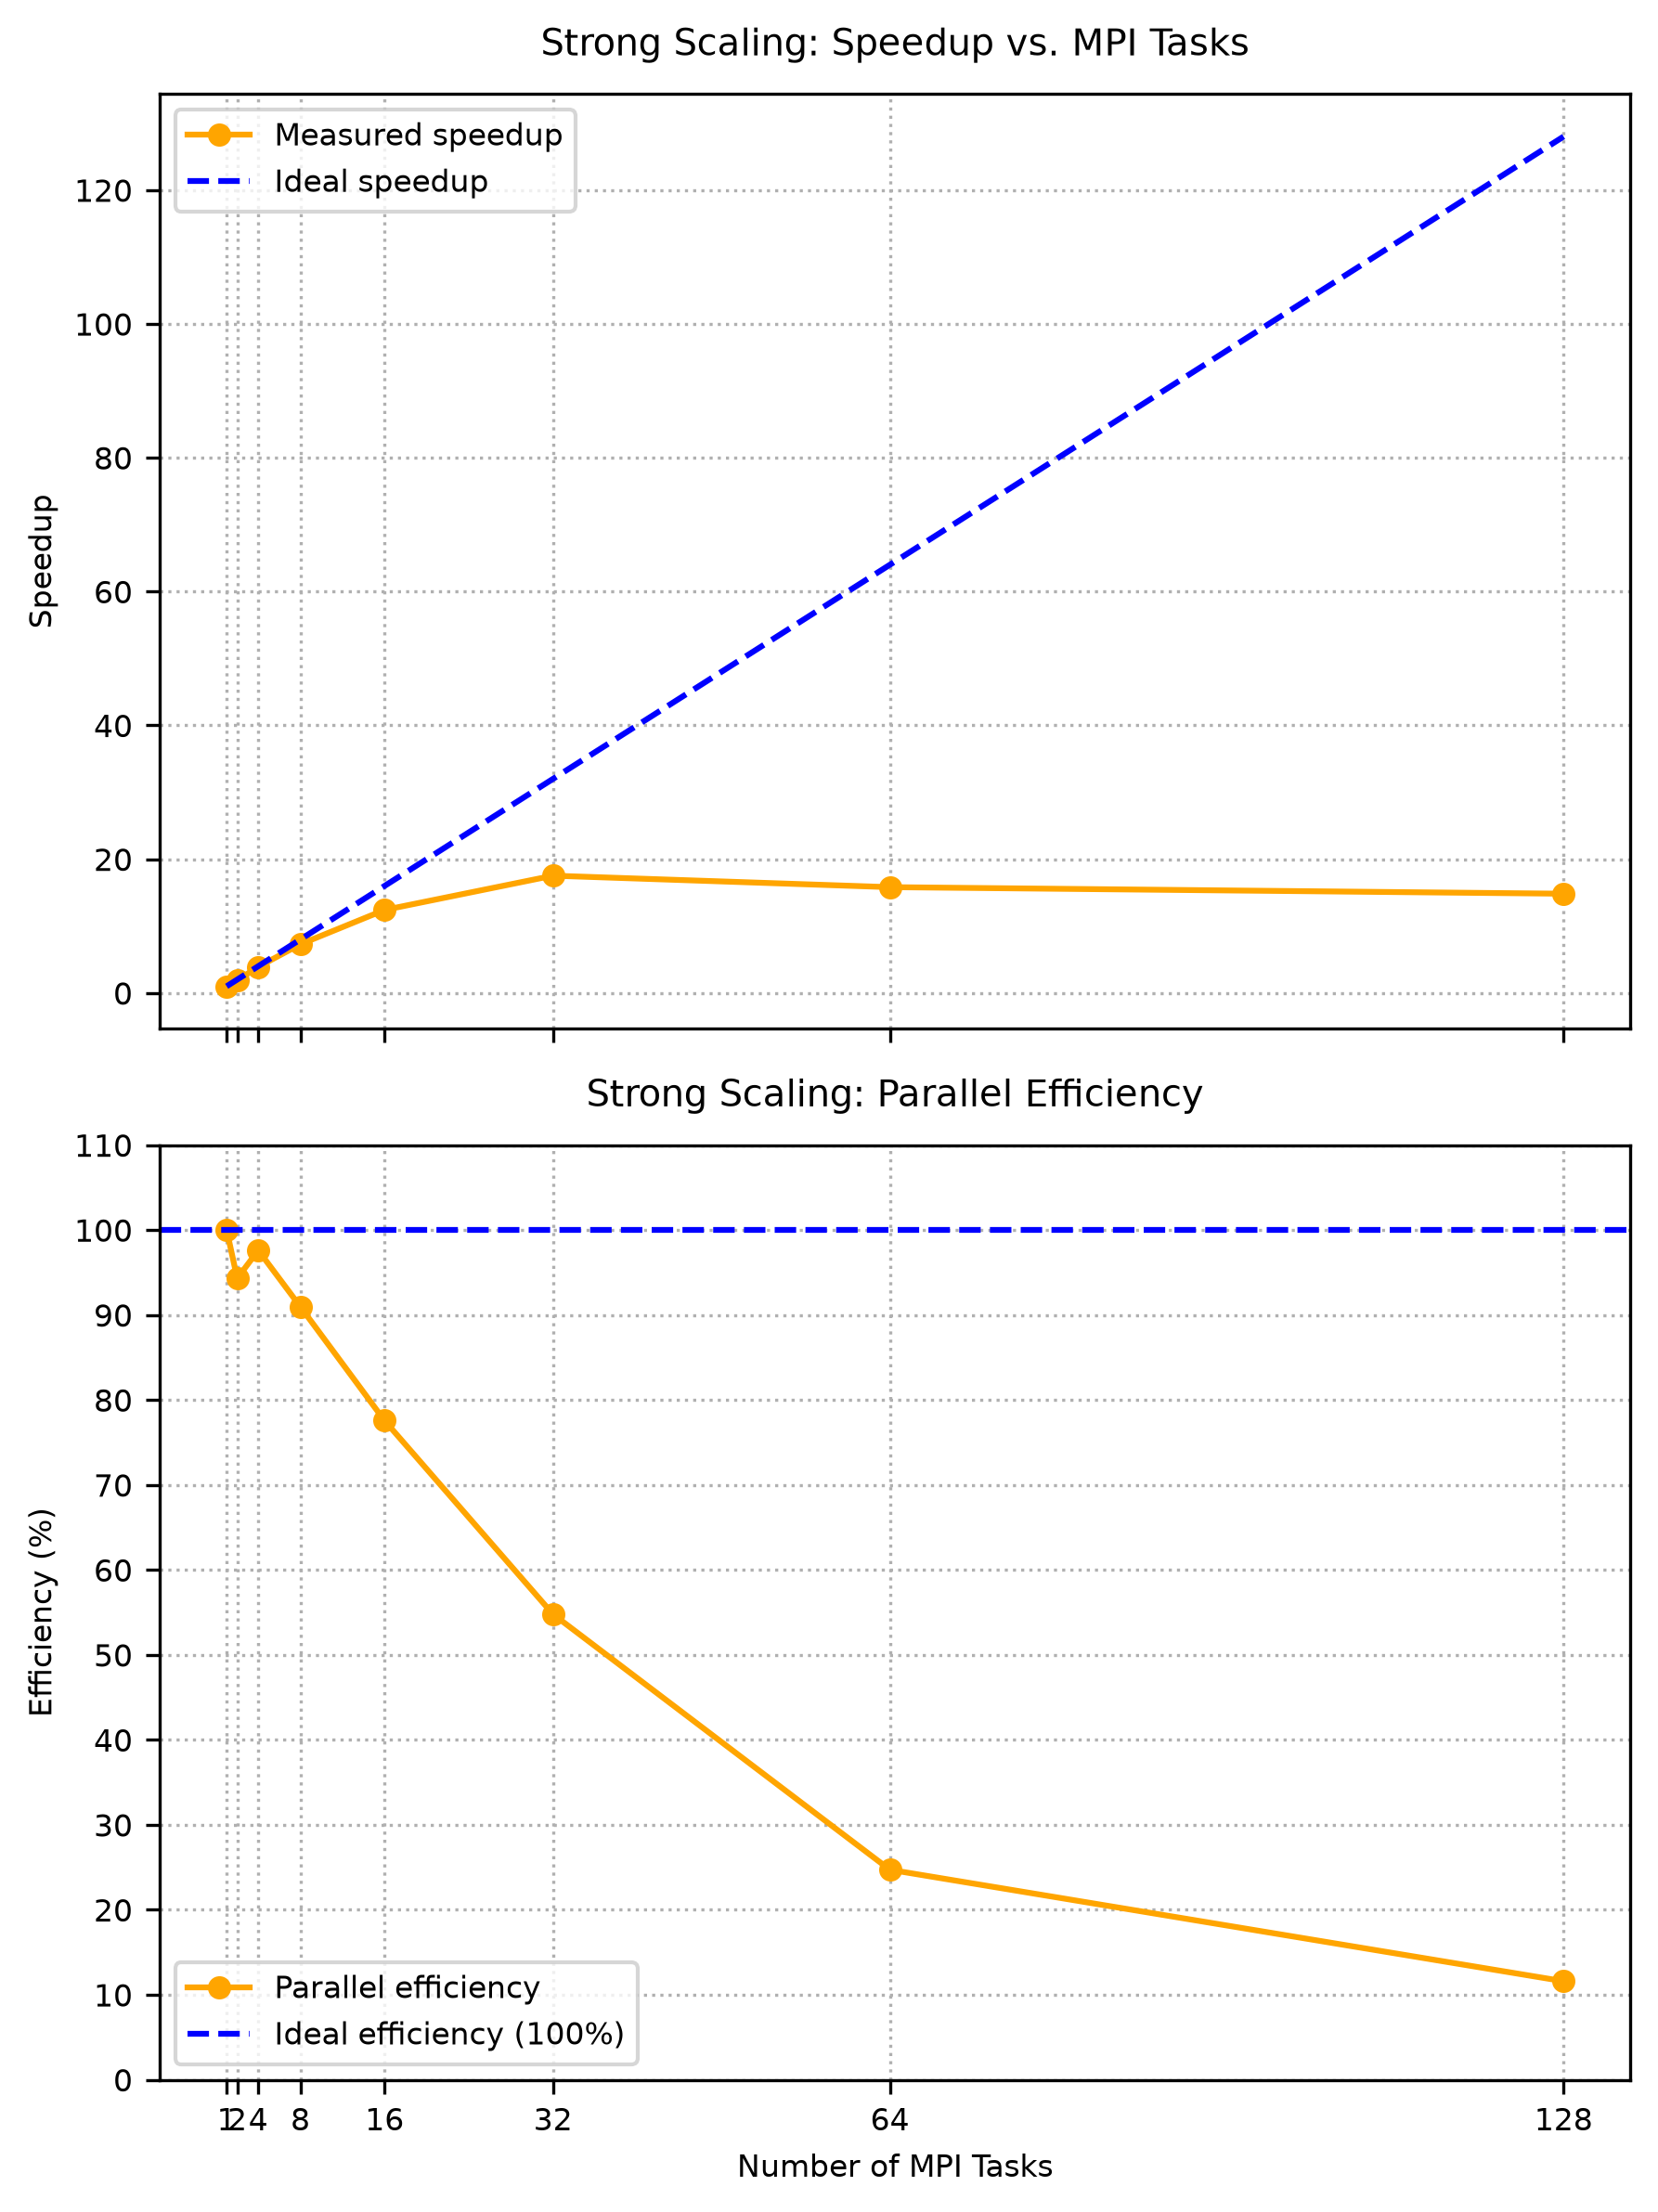 Strong Scaling: Speedup vs. MPI Tasks
Measured speedup
Ideal speedup
120
100
80
60
40
20
0
Speedup
Strong Scaling: Parallel Efficiency
110
100
90
80
70
60
50
40
30
20
10
0
Efficiency (%)
Parallel efficiency
Ideal efficiency (100%)
1 2 4 8 16 32 64 128
Number of MPI Tasks